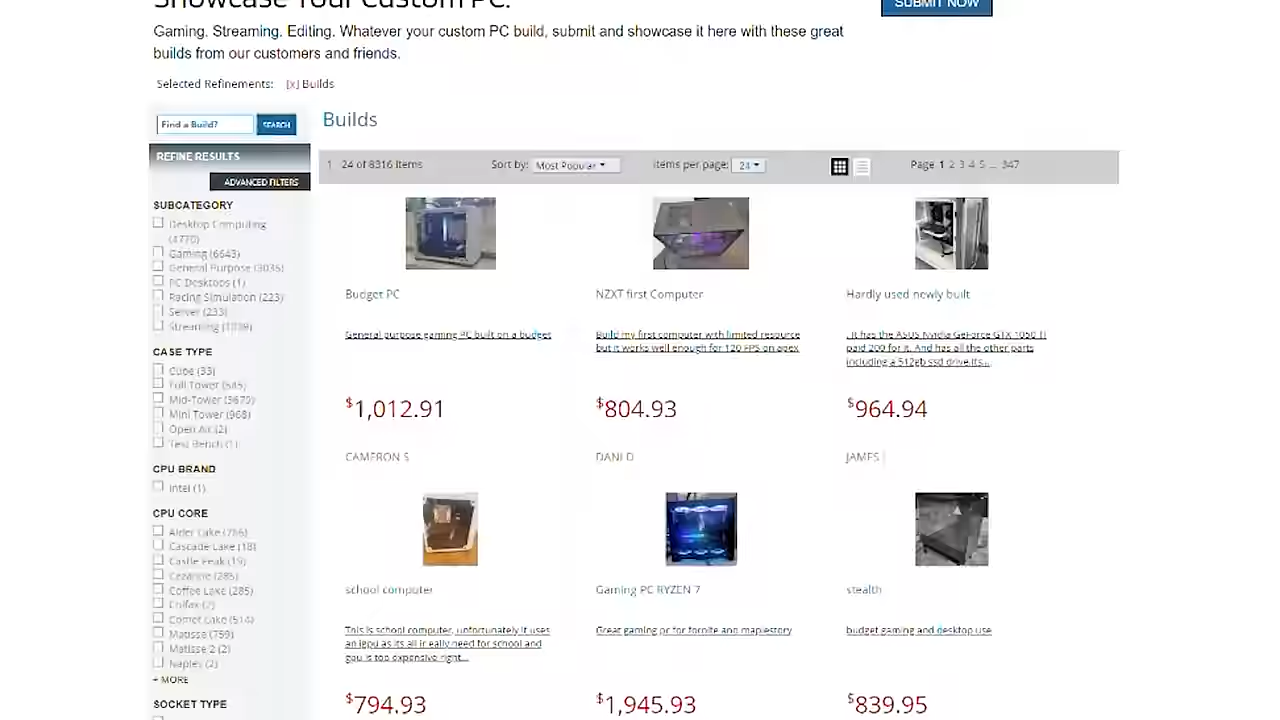 Showcase Your Custom PC.
SUBMIT NOW
Gaming. Streaming. Editing. Whatever your custom PC build, submit and showcase it here with these great
builds from our customers and friends.
Selected Refinements: [x] Builds
Find a Build?
SEARCH
Builds
REFINE RESULTS
ADVANCED FILTERS
1 24 of 8316 items
Sort by: Most Popular
Items per page: 24
Page 1 2 3 4 5 ... 347
SUBCATEGORY
Desktop Computing
(4770)
Gaming (6643)
General Purpose (3036)
PC Desktops (1)
Racing Simulation (223)
Server (233)
Streaming
CASE TYPE
Cube (33)
Full Tower (645)
Mid-Tower (3670)
Mini Tower (968)
Open Air (2)
Test Bench (1)
CPU BRAND
Intel (1)
CPU CORE
Alder Lake (766)
Cascade Lake (18)
Castle Peak (19)
Cezanne (285)
Coffee Lake (285)
Colfax (2)
Comet Lake (514)
Matisse (759)
Matisse 2 (2)
Naples (2)
+ MORE
SOCKET TYPE
Budget PC
General purpose gaming PC built on a budget
$1,012.91
CAMERON S
NZXT first Computer
Build my first computer with limited resource
but it works well enough for 120 FPS on apex
$804.93
DANI D
Hardly used newly built
It has the ASUS Nvidia GeForce GTX 1050 TI
paid 200 for it. And has all the other parts
including a 512gb ssd drive.its...
$964.94
JAMES
school computer
This is school computer, unfortunately it uses
an igpu as its all ir eally need for school and
gpu is too expensive right...
$794.93
Gaming PC RYZEN 7
Great gaming pc for fornite and maplestory
$1,945.93
stealth
budget gaming and desktop use
$839.95